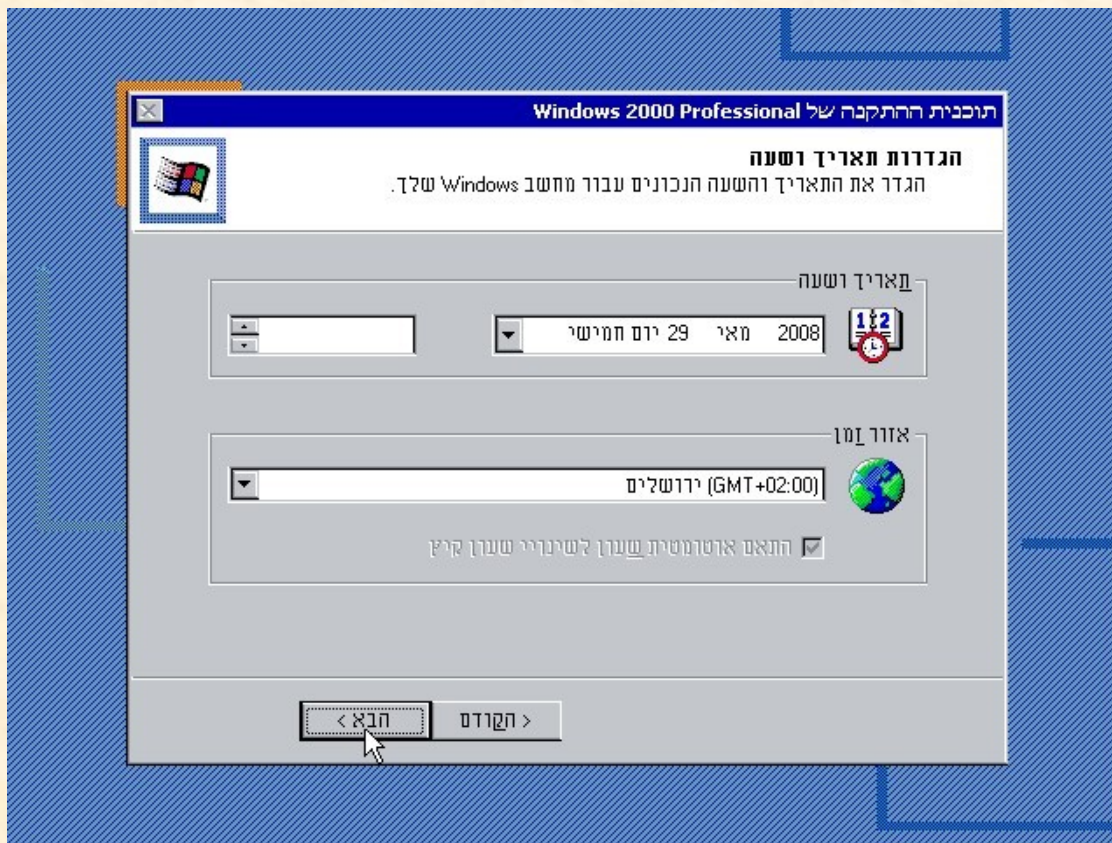 תוכנית ההתקנה של Windows 2000 Professional
הגדרות תאריך ושעה
הגדר את התאריך והשעה הנכונים עבור מחשב Windows שלך.
תאריך ושעה
12
2008 מאי 29 יום חמישי
אזור זמן
(GMT+02:00) ירושלים
התאם אוטומטית שעון לשינויי שעון קיץ
< הקודם
הבא >